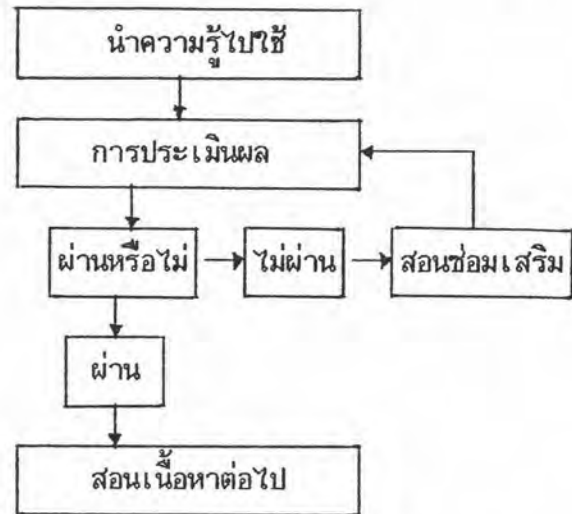 นำความรู้ไปใช้
การประเมินผล
ผ่านหรือไม่
ไม่ผ่าน
สอนซ่อมเสริม
ผ่าน
สอนเนื้อหาต่อไป